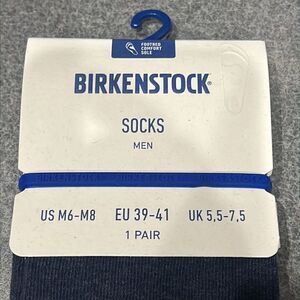 FOOTBED
COMFORT
SOLE
BIRKENSTOCK®
SOCKS
MEN
US M6-M8 EU 39-41 UK 5,5-7,5
1 PAIR